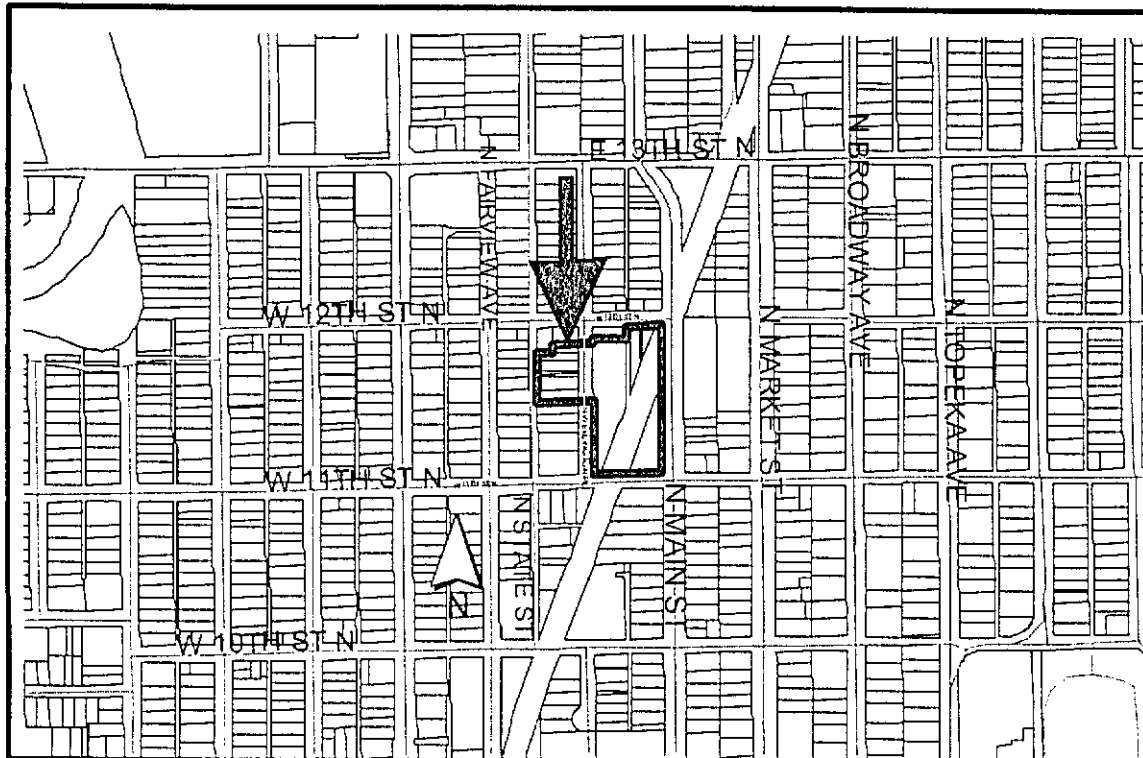 E 13TH ST N
N FAIRVIEW AVE
N BROADWAY AVE
W 12TH ST N
N MARKET ST
N TOPEKA AVE
W 11TH ST N
N STATE ST
N MAIN ST
N
W 10TH ST N